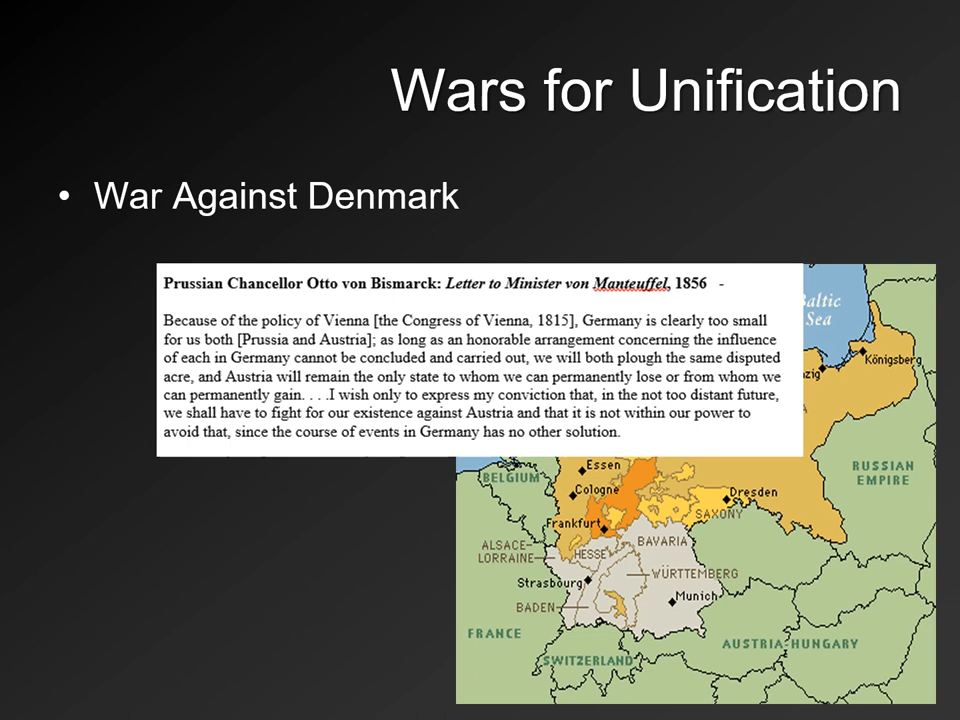 Wars for Unification
• War Against Denmark
Prussian Chancellor Otto von Bismarck: Letter to Minister von Manteuffel, 1856 -
Because of the policy of Vienna [the Congress of Vienna, 1815], Germany is clearly too small
for us both [Prussia and Austria]; as long as an honorable arrangement concerning the influence
of each in Germany cannot be concluded and carried out, we will both plough the same disputed
acre, and Austria will remain the only state to whom we can permanently lose or from whom we
can permanently gain. . . .I wish only to express my conviction that, in the not too distant future,
we shall have to fight for our existence against Austria and that it is not within our power to
avoid that, since the course of events in Germany has no other solution.
Baltic
Sea
Königsberg
zig
A
Essen
BELGIUM
RUSSIAN
EMPIRE
Cologne
Dresden
SAXONY
Frankfurt
BAVARIA
ALSACE-
LORRAINE
HESSE
WÜRTTEMBERG
Strasbourg
Munich
BADEN
FRANCE
AUSTRIA-HUNGARY
SWITZERLAND